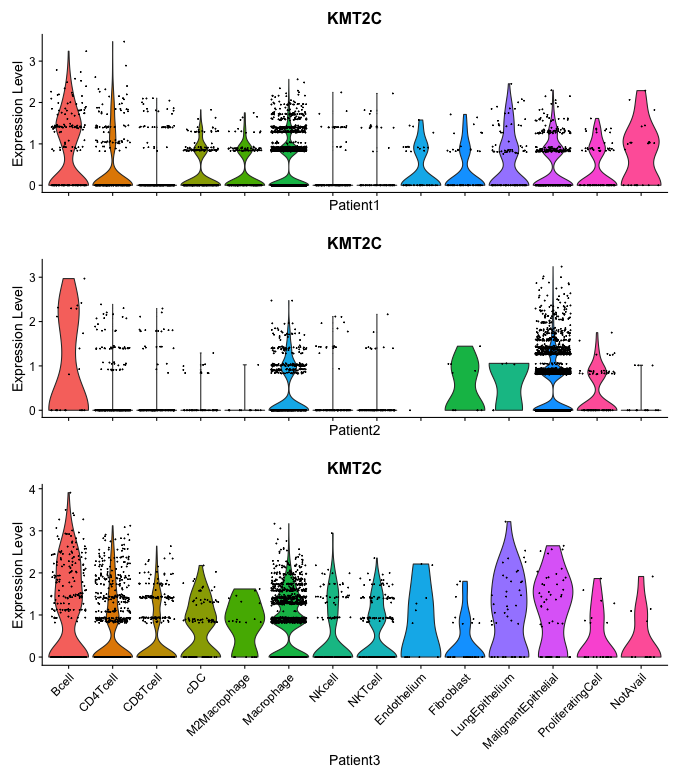 KMT2C
Expression Level
3
2
1
0
Patient1
KMT2C
Expression Level
3
2
1
0
Patient2
KMT2C
Expression Level
4
3
2
1
0
Bcell
CD4Tcell
CD8Tcell
cDC
M2Macrophage
Macrophage
NKcell
NKTcell
Endothelium
Fibroblast
LungEpithelium
MalignantEpithelial
ProliferatingCell
NotAvail
Patient3